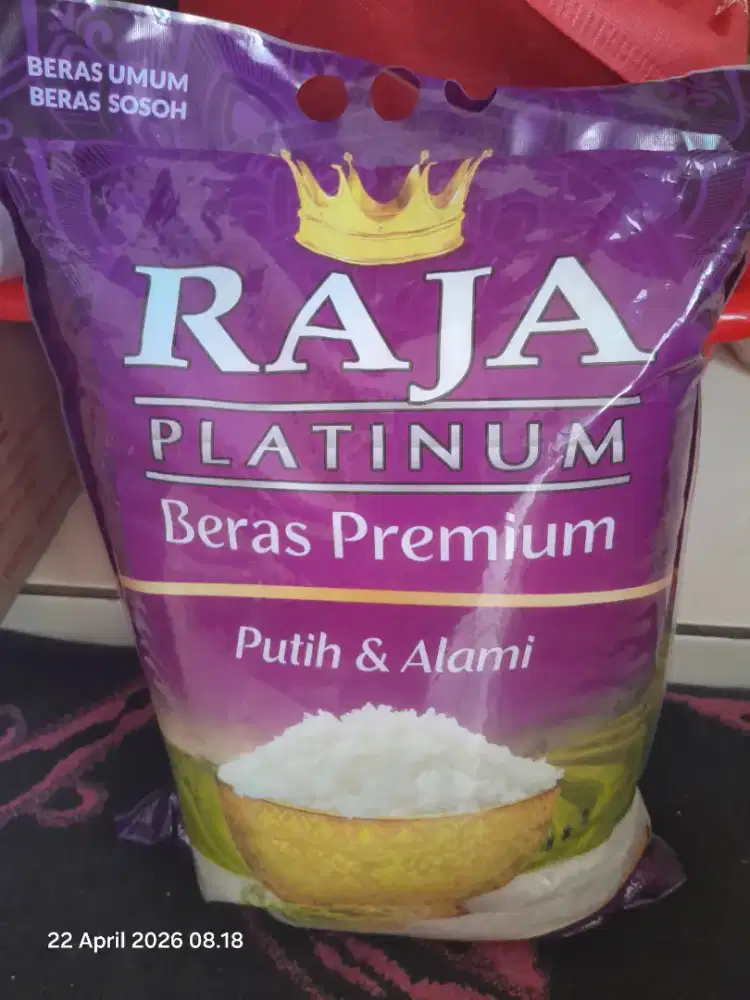 BERAS UMUM
BERAS SOSOH
RAJA
PLATINUM
Beras Premium
Putih & Alami
22 April 2026 08.18